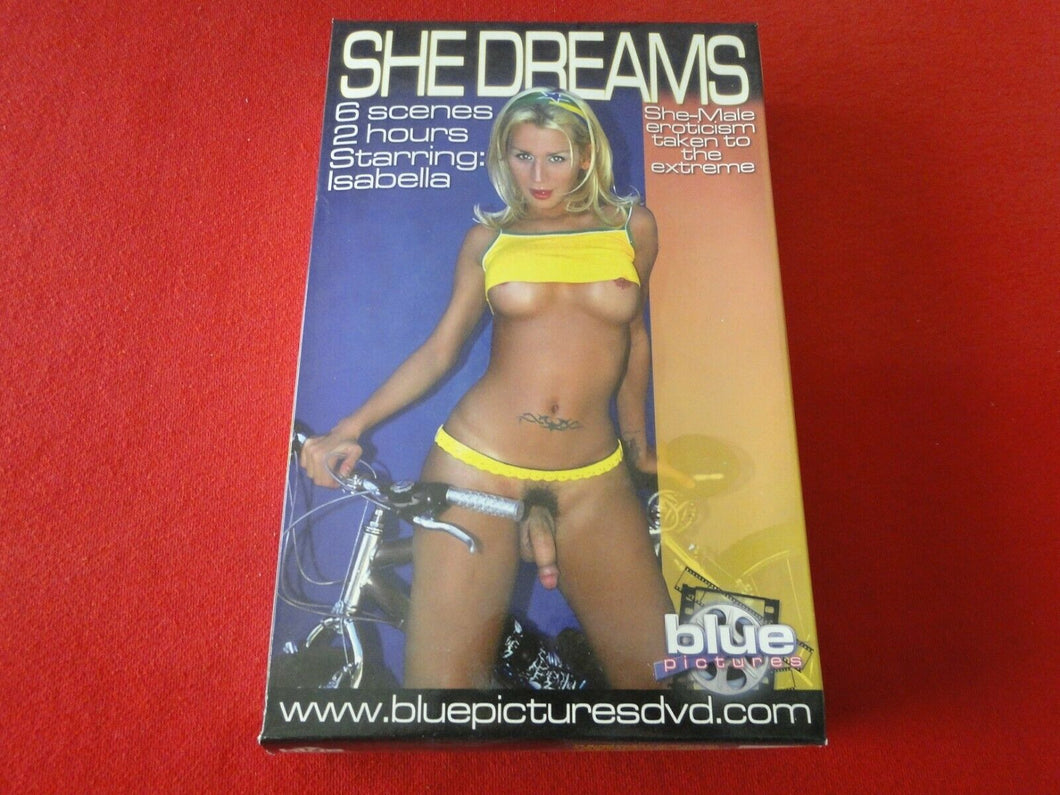 SHE DREAMS
6 scenes
2 hours
Starring:
Isabella
She-Male
eroticism
taken to
the
extreme
blue
pictures
www.bluepicturesdvd.com